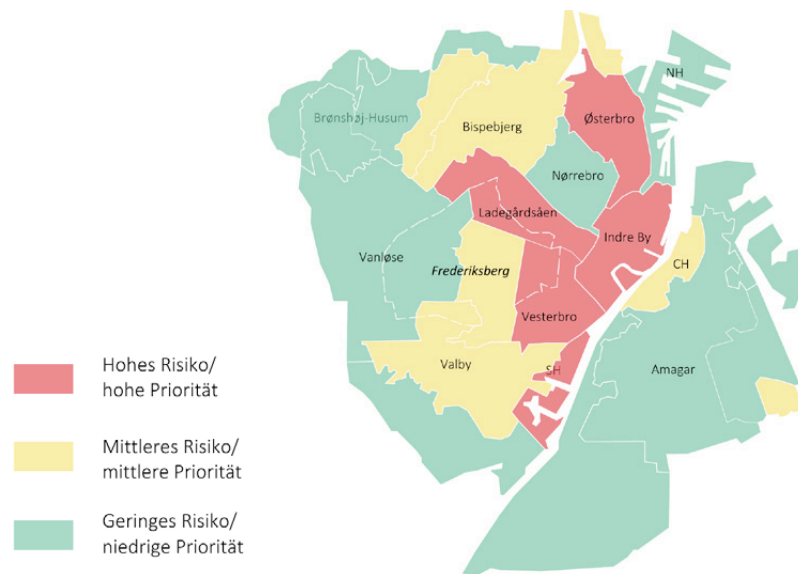 NH
Østerbro
Brønshøj-Husum
Bispebjerg
Nørrebro
Ladegårdsåen
Indre By
Vanløse
CH
Frederiksberg
Vesterbro
Valby
SH
Amagar
Hohes Risiko/
hohe Priorität
Mittleres Risiko/
mittlere Priorität
Geringes Risiko/
niedrige Priorität